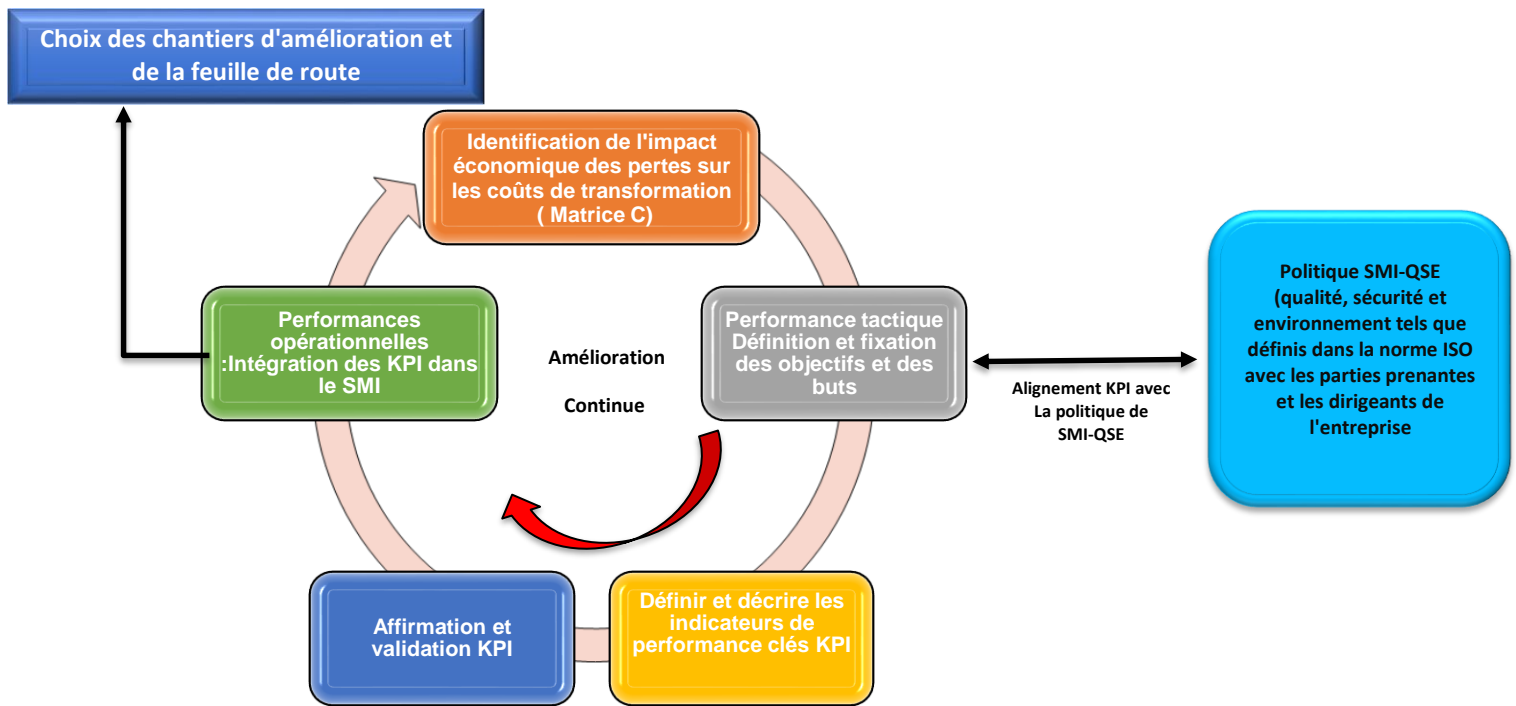 Choix des chantiers d'amélioration et
de la feuille de route
Identification de l'impact
économique des pertes sur
les coûts de transformation
( Matrice C)
Performances
opérationnelles
:Intégration des KPI dans
le SMI
Amélioration
Continue
Performance tactique
Définition et fixation
des objectifs et des
buts
Alignement KPI avec
La politique de
SMI-QSE
Politique SMI-QSE
(qualité, sécurité et
environnement tels que
définis dans la norme ISO
avec les parties prenantes
et les dirigeants de
l'entreprise
Affirmation et
validation KPI
Définir et décrire les
indicateurs de
performance clés KPI